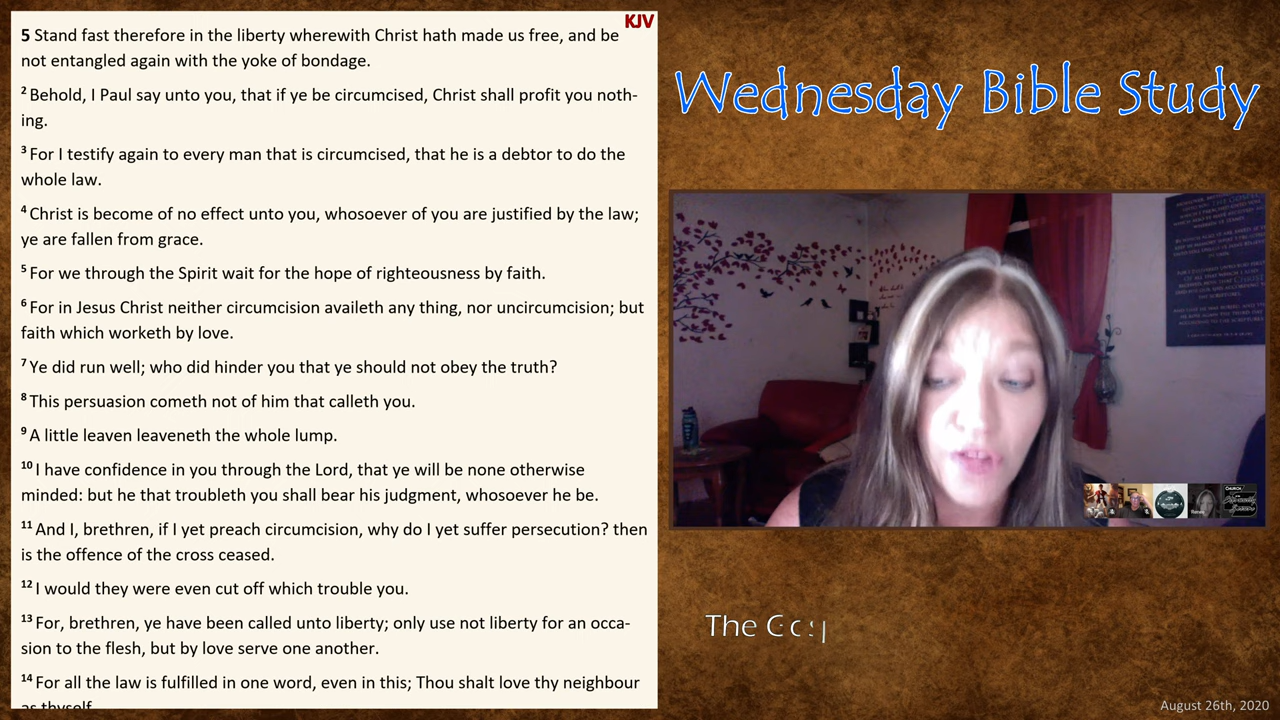 KJV
5 Stand fast therefore in the liberty wherewith Christ hath made us free, and be
not entangled again with the yoke of bondage.
2 Behold, I Paul say unto you, that if ye be circumcised, Christ shall profit you noth-
ing.
3 For I testify again to every man that is circumcised, that he is a debtor to do the
whole law.
4 Christ is become of no effect unto you, whosoever of you are justified by the law;
ye are fallen from grace.
5 For we through the Spirit wait for the hope of righteousness by faith.
6 For in Jesus Christ neither circumcision availeth any thing, nor uncircumcision; but
faith which worketh by love.
7 Ye did run well; who did hinder you that ye should not obey the truth?
8 This persuasion cometh not of him that calleth you.
9 A little leaven leaveneth the whole lump.
10 I have confidence in you through the Lord, that ye will be none otherwise
minded: but he that troubleth you shall bear his judgment, whosoever he be.
11 And I, brethren, if I yet preach circumcision, why do I yet suffer persecution? then
is the offence of the cross ceased.
12 I would they were even cut off which trouble you.
13 For, brethren, ye have been called unto liberty; only use not liberty for an occa-
sion to the flesh, but by love serve one another.
14 For all the law is fulfilled in one word, even in this; Thou shalt love thy neighbour
as thyself
Wednesday Bible Study
The
August 26th, 2020